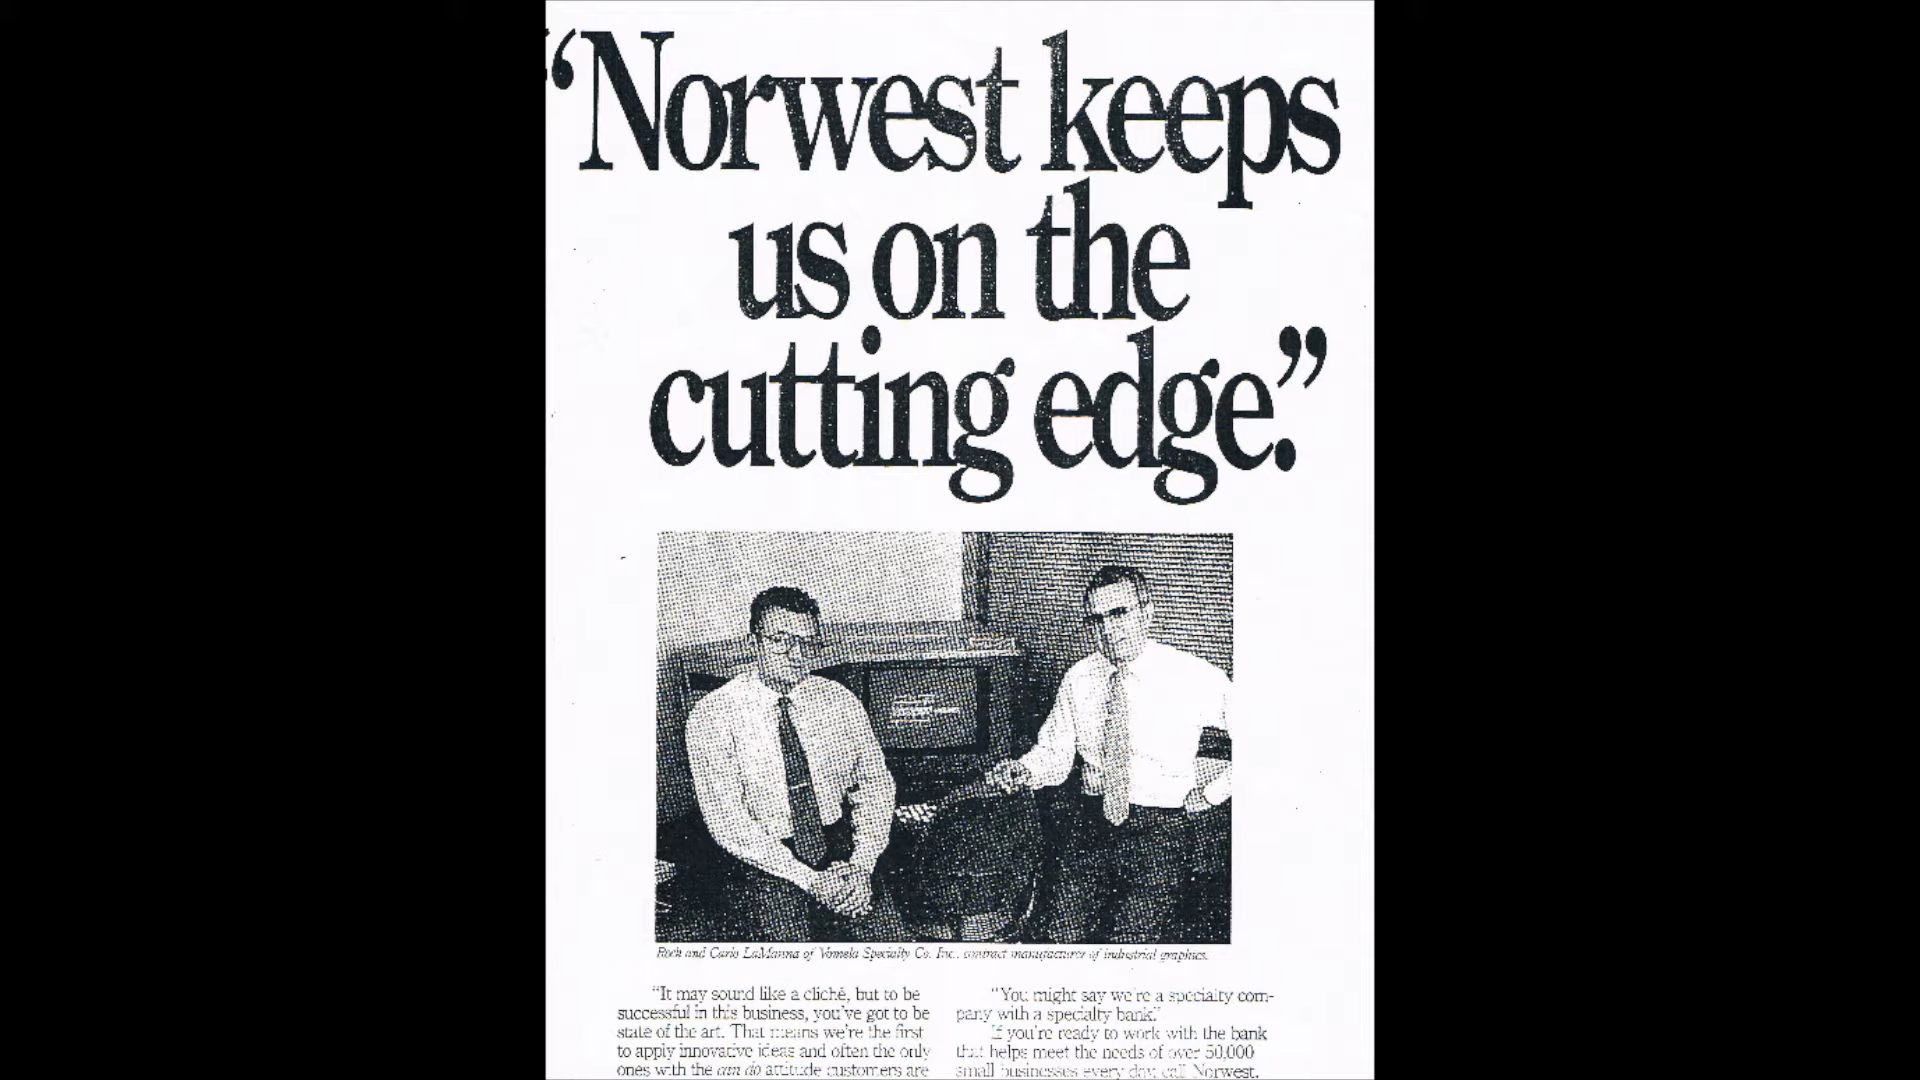 “Norwest keeps
us on the
cutting edge.”
Roch and Carlo LaManna of Vomela Specialty Co. Inc., contract manufacturer of industrial graphics.
“It may sound like a cliché, but to be
successful in this business, you’ve got to be
state of the art. That means we’re the first
to apply innovative ideas and often the only
ones with the can do attitude customers are
“You might say we’re a specialty com-
pany with a specialty bank.”
If you’re ready to work with the bank
that helps meet the needs of over 50,000
small businesses every day, call Norwest.